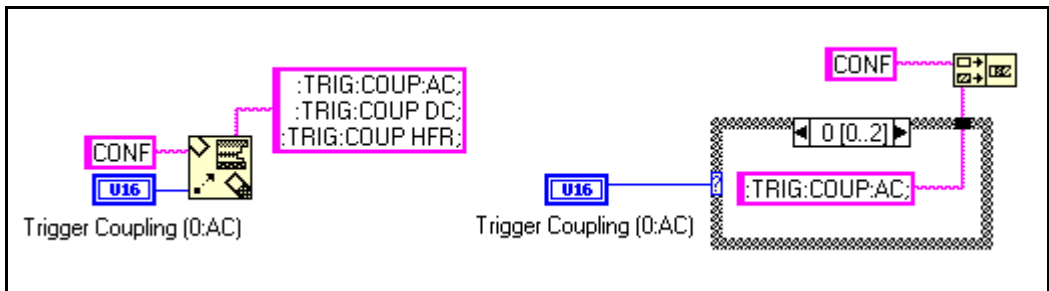 :TRIG:COUP:AC;
:TRIG:COUP DC;
:TRIG:COUP HFR;
CONF
U16
Trigger Coupling (0:AC)
CONF
0 [0..2]
?
:TRIG:COUP:AC;
U16
Trigger Coupling (0:AC)